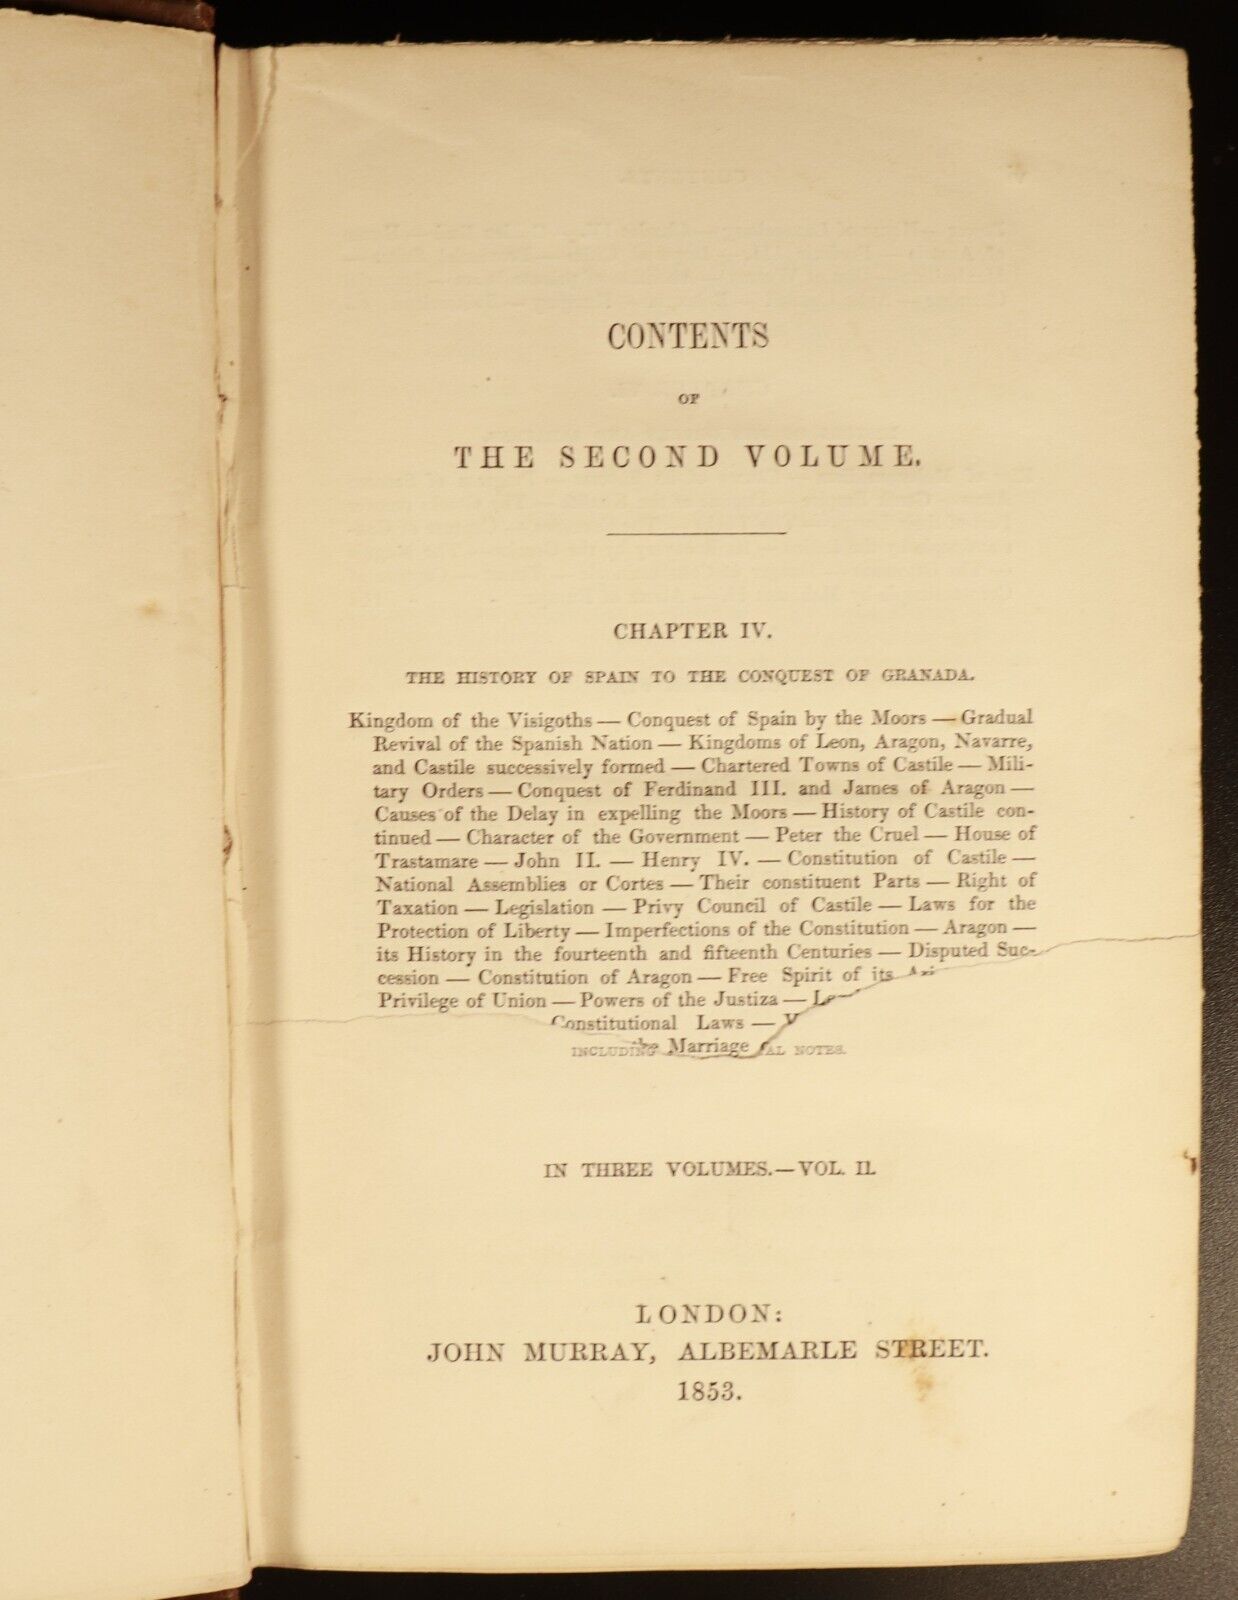 CONTENTS
OF
THE SECOND VOLUME.
CHAPTER IV.
THE HISTORY OF SPAIN TO THE CONQUEST OF GRANADA.
Kingdom of the Visigoths — Conquest of Spain by the Moors — Gradual
Revival of the Spanish Nation — Kingdoms of Leon, Aragon, Navarre,
and Castile successively formed — Chartered Towns of Castile — Mili-
tary Orders — Conquest of Ferdinand III. and James of Aragon —
Causes of the Delay in expelling the Moors — History of Castile con-
tinued — Character of the Government — Peter the Cruel — House of
Trastamare — John II. — Henry IV. — Constitution of Castile —
National Assemblies or Cortes — Their constituent Parts — Right of
Taxation — Legislation — Privy Council of Castile — Laws for the
Protection of Liberty — Imperfections of the Constitution — Aragon —
its History in the fourteenth and fifteenth Centuries — Disputed Suc-
cession — Constitution of Aragon — Free Spirit of its
Privilege of Union — Powers of the Justiza —
Constitutional Laws —
the Marriage
INCLUDING AL NOTES.
IN THREE VOLUMES.—VOL. II.
LONDON:
JOHN MURRAY, ALBEMARLE STREET.
1853.